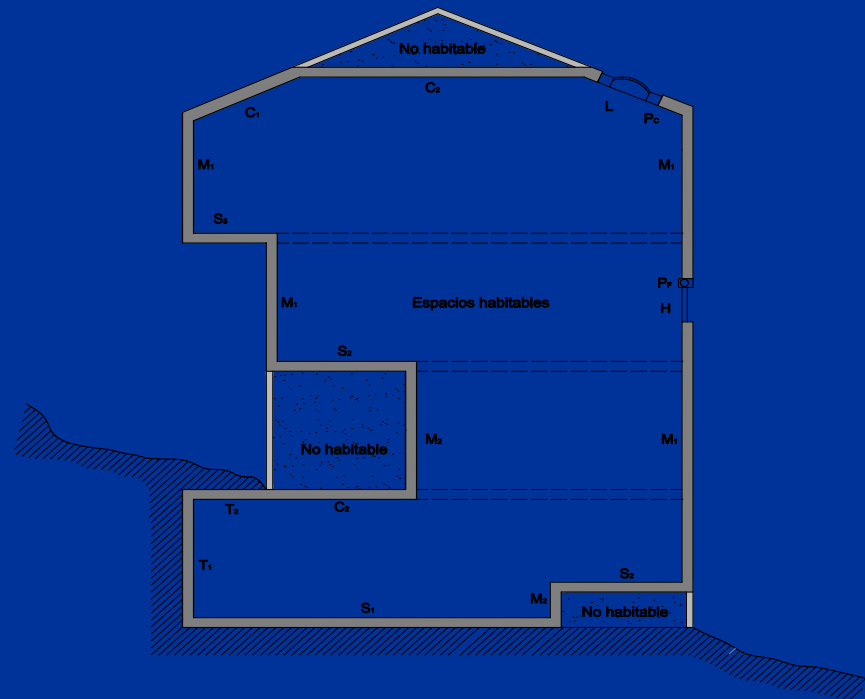 No habitable
C₂
C₁
L
Pc
M₁
M₁
S₃
PF
M₁
Espacios habitables
H
S₂
M₂
M₁
No habitable
T₂
C₂
T₁
S₂
M₂
S₁
No habitable